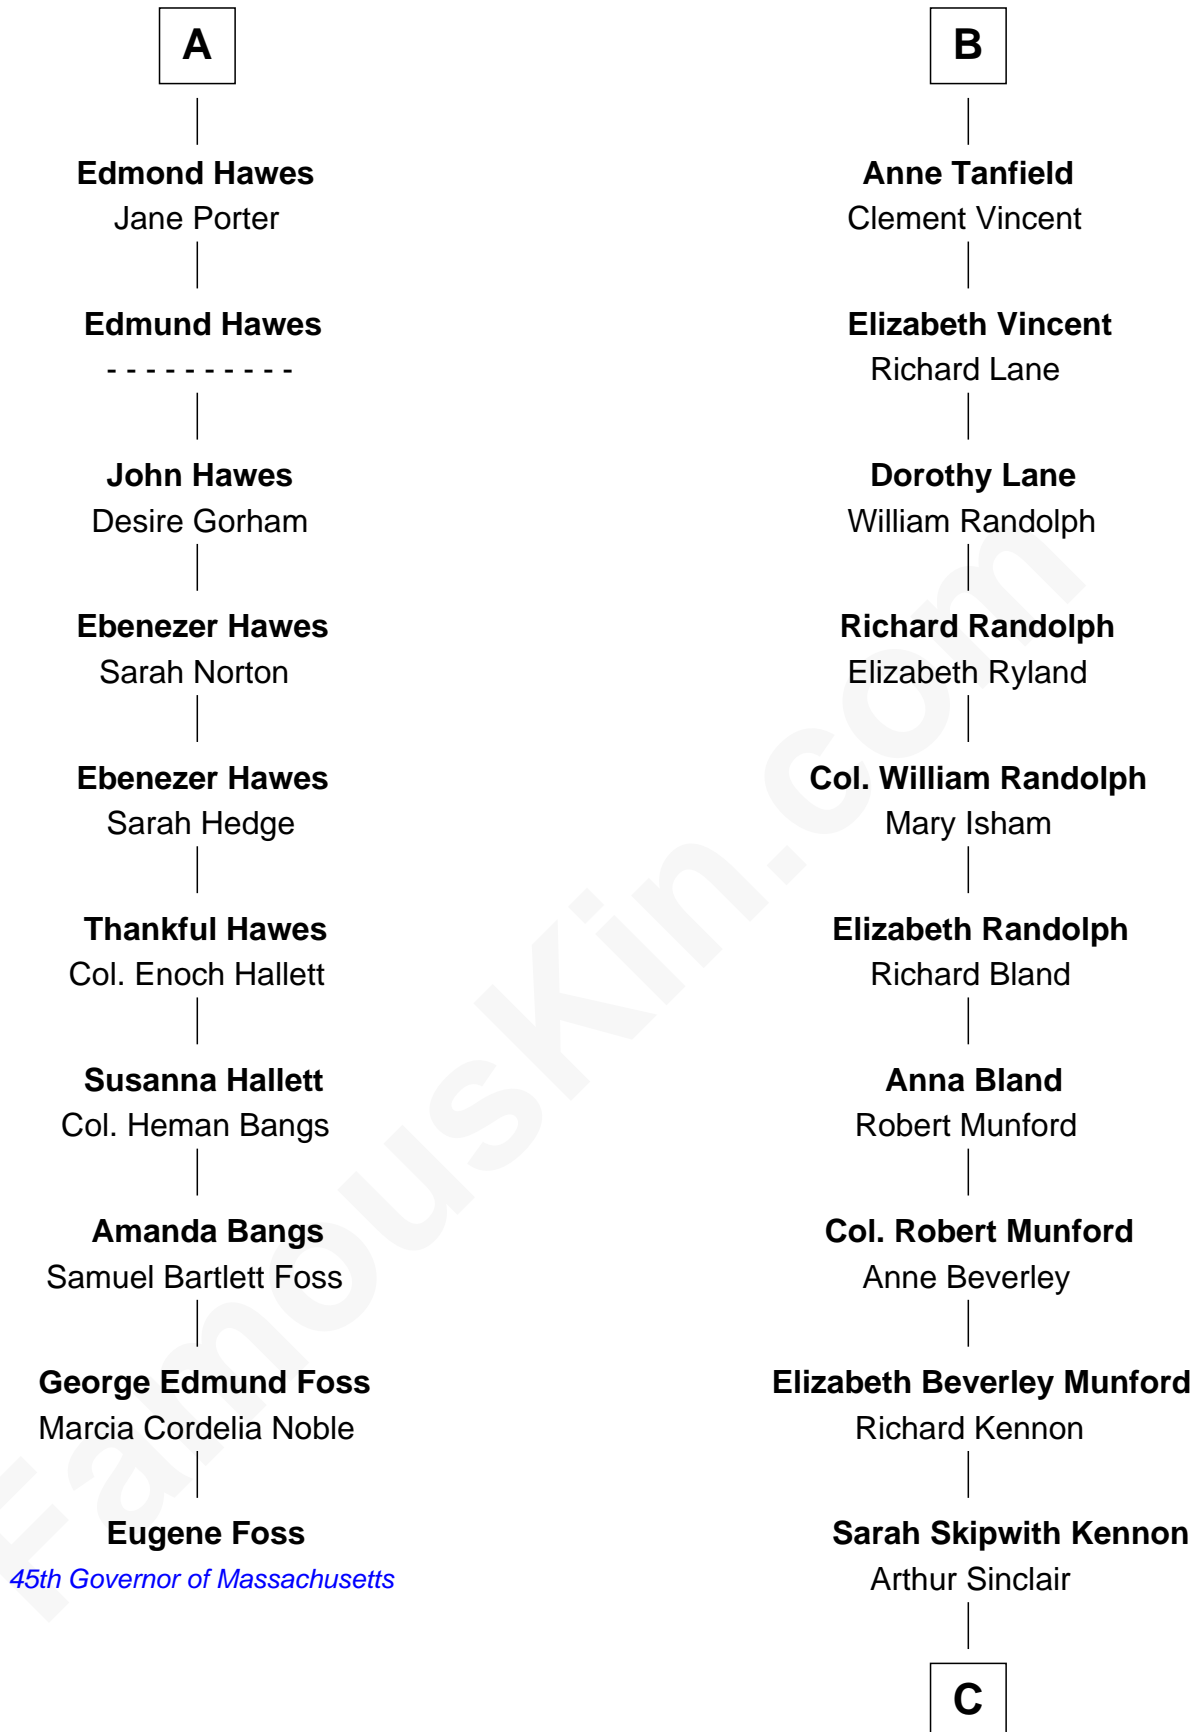 A
Edmond Hawes
Jane Porter
Edmund Hawes
- - - - - - - - - -
John Hawes
Desire Gorham
Ebenezer Hawes
Sarah Norton
Ebenezer Hawes
Sarah Hedge
Thankful Hawes
Col. Enoch Hallett
Susanna Hallett
Col. Heman Bangs
Amanda Bangs
Samuel Bartlett Foss
George Edmund Foss
Marcia Cordelia Noble
Eugene Foss
45th Governor of Massachusetts
B
Anne Tanfield
Clement Vincent
Elizabeth Vincent
Richard Lane
Dorothy Lane
William Randolph
Richard Randolph
Elizabeth Ryland
Col. William Randolph
Mary Isham
Elizabeth Randolph
Richard Bland
Anna Bland
Robert Munford
Col. Robert Munford
Anne Beverley
Elizabeth Beverley Munford
Richard Kennon
Sarah Skipwith Kennon
Arthur Sinclair
C
FamousKin.com